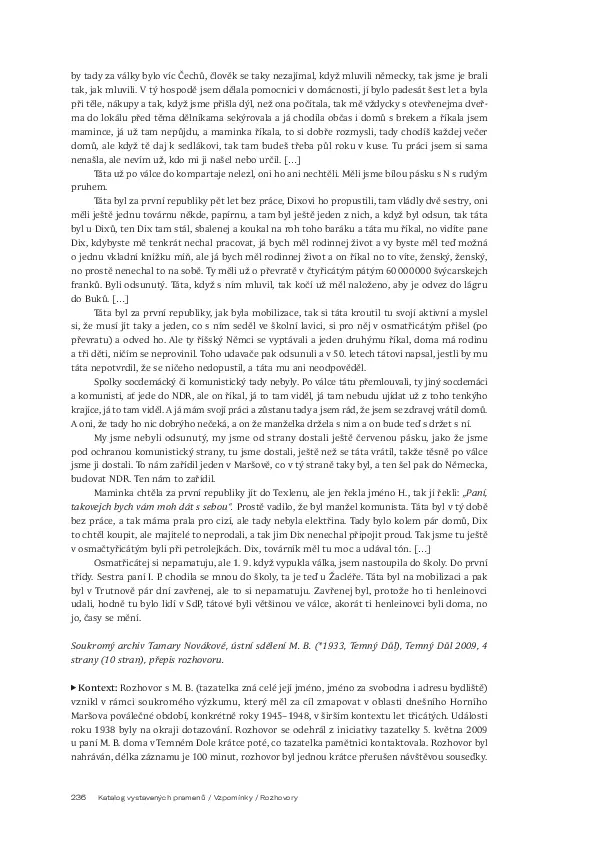 by tady za války bylo víc Čechů, člověk se taky nezajímal, když mluvili německy, tak jsme je brali
tak, jak mluvili. V tý hospodě jsem dělala pomocnici v domácnosti, jí bylo padesát šest let a byla
při těle, nákupy a tak, když jsme přišla dýl, než ona počítala, tak mě vždycky s otevřenejma dveř-
ma do lokálu před těma dělníkama sekýrovala a já chodila občas i domů s brekem a říkala jsem
mamince, já už tam nepůjdu, a maminka říkala, to si dobře rozmysli, tady chodíš každej večer
domů, ale když tě daj k sedlákovi, tak tam budeš třeba půl roku v kuse. Tu práci jsem si sama
nenašla, ale nevím už, kdo mi ji našel nebo určil. […]
Táta už po válce do kompartaje nelezl, oni ho ani nechtěli. Měli jsme bílou pásku s N s rudým
pruhem.
Táta byl za první republiky pět let bez práce, Dixovi ho propustili, tam vládly dvě sestry, oni
měli ještě jednu továrnu někde, papírnu, a tam byl ještě jeden z nich, a když byl odsun, tak táta
byl u Dixů, ten Dix tam stál, sbalenej a koukal na roh toho baráku a táta mu říkal, no vidíte pane
Dix, kdybyste mě tenkrát nechal pracovat, já bych měl rodinnej život a vy byste měl teď možná
o jednu vkladní knížku míň, ale já bych měl rodinnej život a on říkal no to víte, ženský, ženský,
no prostě nenechal to na sobě. Ty měli už o převratě v čtyřicátým pátým 60 000 000 švýcarskejch
franků. Byli odsunutý. Táta, když s ním mluvil, tak kočí už měl naloženo, aby je odvez do lágru
do Buků. […]
Táta byl za první republiky, jak byla mobilizace, tak si táta kroutil tu svojí aktivní a myslel
si, že musí jít taky a jeden, co s ním seděl ve školní lavici, si pro něj v osmatřicátým přišel (po
převratu) a odved ho. Ale ty říšský Němci se vyptávali a jeden druhýmu říkal, doma má rodinu
a tři děti, ničím se neprovinil. Toho udavače pak odsunuli a v 50. letech tátovi napsal, jestli by mu
táta nepotvrdil, že se ničeho nedopustil, a táta mu ani neodpověděl.
Spolky socdemácký či komunistický tady nebyly. Po válce tátu přemlouvali, ty jiný socdemáci
a komunisti, ať jede do NDR, ale on říkal, já to tam viděl, já tam nebudu ujídat už z toho tenkýho
krajíce, já to tam viděl. A já mám svojí práci a zůstanu tady a jsem rád, že jsem se zdravej vrátil domů.
A oni, že tady ho nic dobrýho nečeká, a on že manželka držela s ním a on bude teď s držet s ní.
My jsme nebyli odsunutý, my jsme od strany dostali ještě červenou pásku, jako že jsme
pod ochranou komunistický strany, tu jsme dostali, ještě než se táta vrátil, takže těsně po válce
jsme ji dostali. To nám zařídil jeden v Maršově, co v tý straně taky byl, a ten šel pak do Německa,
budovat NDR. Ten nám to zařídil.
Maminka chtěla za první republiky jít do Texlenu, ale jen řekla jméno H., tak jí řekli: „Paní,
takovejch bych vám moh dát s sebou“. Prostě vadilo, že byl manžel komunista. Táta byl v tý době
bez práce, a tak máma prala pro cizí, ale tady nebyla elektřina. Tady bylo kolem pár domů, Dix
to chtěl koupit, ale majitelé to neprodali, a tak jim Dix nenechal připojit proud. Tak jsme tu ještě
v osmačtyřicátým byli při petrolejkách. Dix, továrník měl tu moc a udával tón. […]
Osmatřicátej si nepamatuju, ale 1. 9. když vypukla válka, jsem nastoupila do školy. Do první
třídy. Sestra paní I. P. chodila se mnou do školy, ta je teď u Žacléře. Táta byl na mobilizaci a pak
byl v Trutnově pár dní zavřenej, ale to si nepamatuju. Zavřenej byl, protože ho ti henleinovci
udali, hodně tu bylo lidí v SdP, tátové byli většinou ve válce, akorát ti henleinovci byli doma, no
jo, časy se mění.
Soukromý archiv Tamary Novákové, ústní sdělení M. B. (*1933, Temný Důl), Temný Důl 2009, 4
strany (10 stran), přepis rozhovoru.
▶ Kontext: Rozhovor s M. B. (tazatelka zná celé její jméno, jméno za svobodna i adresu bydliště)
vznikl v rámci soukromého výzkumu, který měl za cíl zmapovat v oblasti dnešního Horního
Maršova poválečné období, konkrétně roky 1945–1948, v širším kontextu let třicátých. Události
roku 1938 byly na okraji dotazování. Rozhovor se odehrál z iniciativy tazatelky 5. května 2009
u paní M. B. doma v Temném Dole krátce poté, co tazatelka pamětnici kontaktovala. Rozhovor byl
nahráván, délka záznamu je 100 minut, rozhovor byl jednou krátce přerušen návštěvou sousedky.
236 Katalog vystavených pramenů / Vzpomínky / Rozhovory